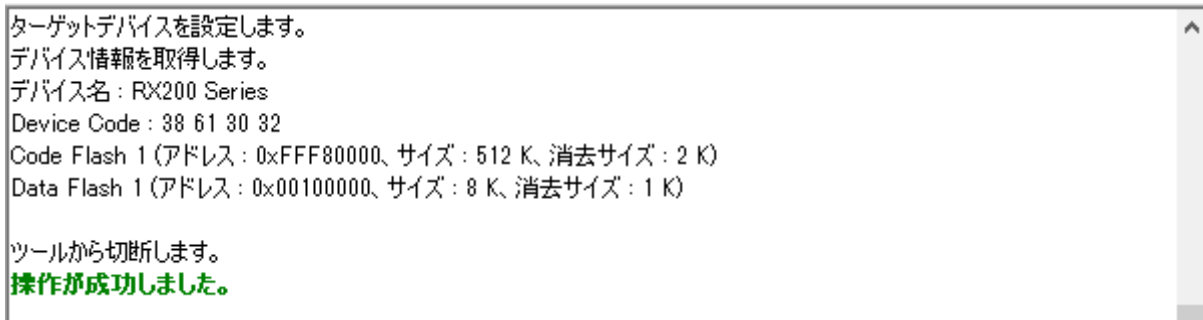 ターゲットデバイスを設定します。
デバイス情報を取得します。
デバイス名 : RX200 Series
Device Code : 38 61 30 32
Code Flash 1 (アドレス : 0xFFF80000、サイズ : 512 K、消去サイズ : 2 K)
Data Flash 1 (アドレス : 0x00100000、サイズ : 8 K、消去サイズ : 1 K)
ツールから切断します。
操作が成功しました。